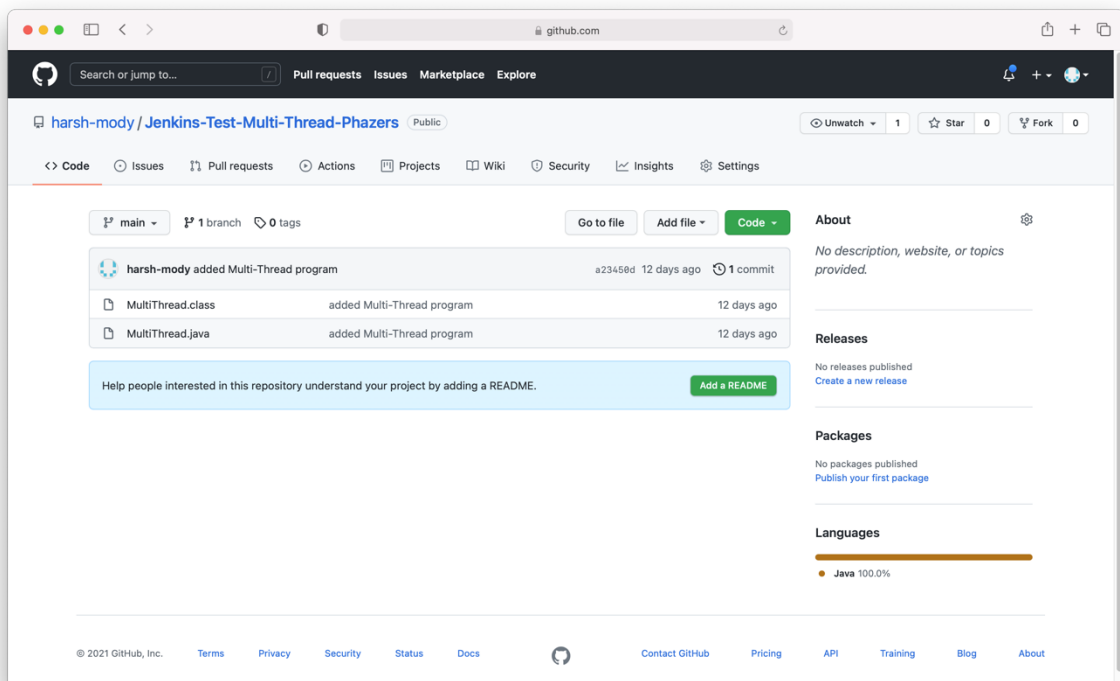 github.com
Search or jump to... / Pull requests Issues Marketplace Explore
harsh-mody / Jenkins-Test-Multi-Thread-Phazers Public Unwatch 1 Star 0 Fork 0
<> Code Issues Pull requests Actions Projects Wiki Security Insights Settings
main 1 branch 0 tags Go to file Add file Code
harsh-mody added Multi-Thread program a23450d 12 days ago 1 commit
MultiThread.class added Multi-Thread program 12 days ago
MultiThread.java added Multi-Thread program 12 days ago
Help people interested in this repository understand your project by adding a README. Add a README
About
No description, website, or topics
provided.
Releases
No releases published
Create a new release
Packages
No packages published
Publish your first package
Languages
Java 100.0%
© 2021 GitHub, Inc. Terms Privacy Security Status Docs Contact GitHub Pricing API Training Blog About